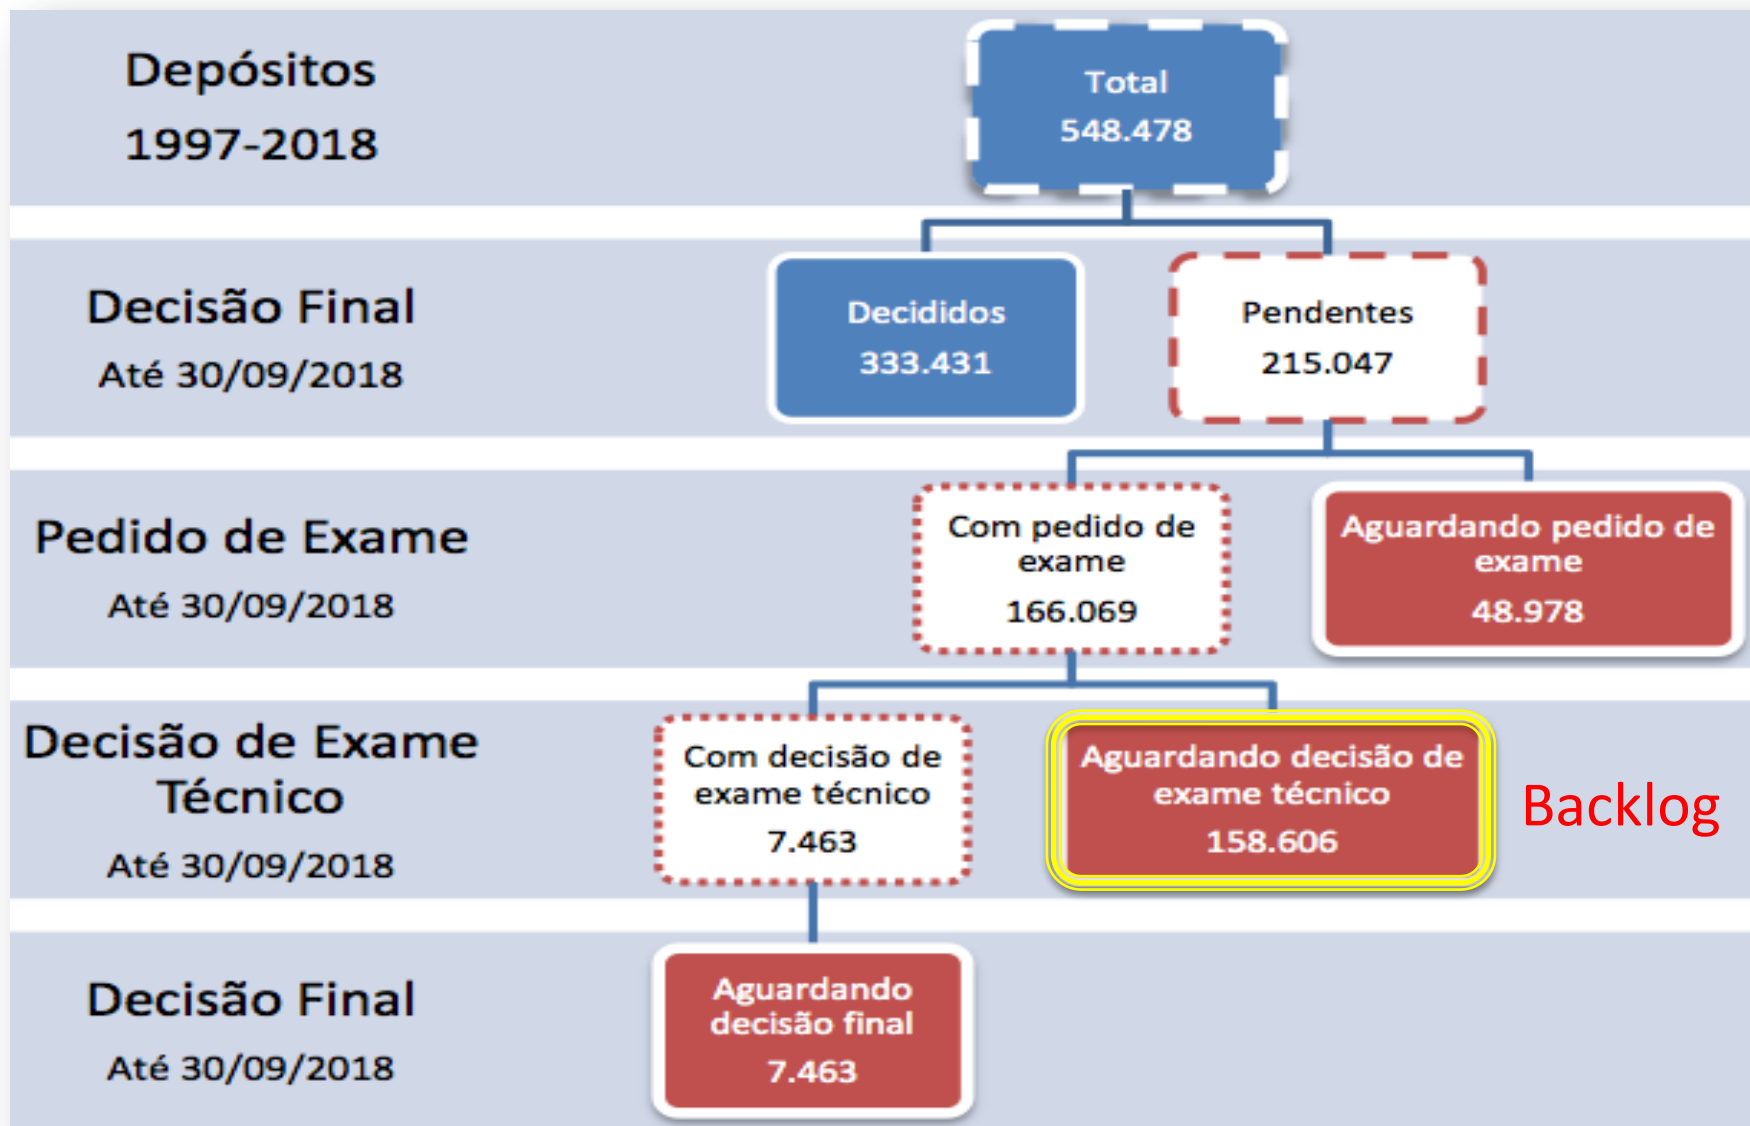 Depósitos
1997-2018
Total
548.478
Decisão Final
Até 30/09/2018
Decididos
333.431
Pendentes
215.047
Pedido de Exame
Até 30/09/2018
Com pedido de
exame
166.069
Aguardando pedido de
exame
48.978
Decisão de Exame
Técnico
Até 30/09/2018
Com decisão de
exame técnico
7.463
Aguardando decisão de
exame técnico
158.606
Backlog
Decisão Final
Até 30/09/2018
Aguardando
decisão final
7.463